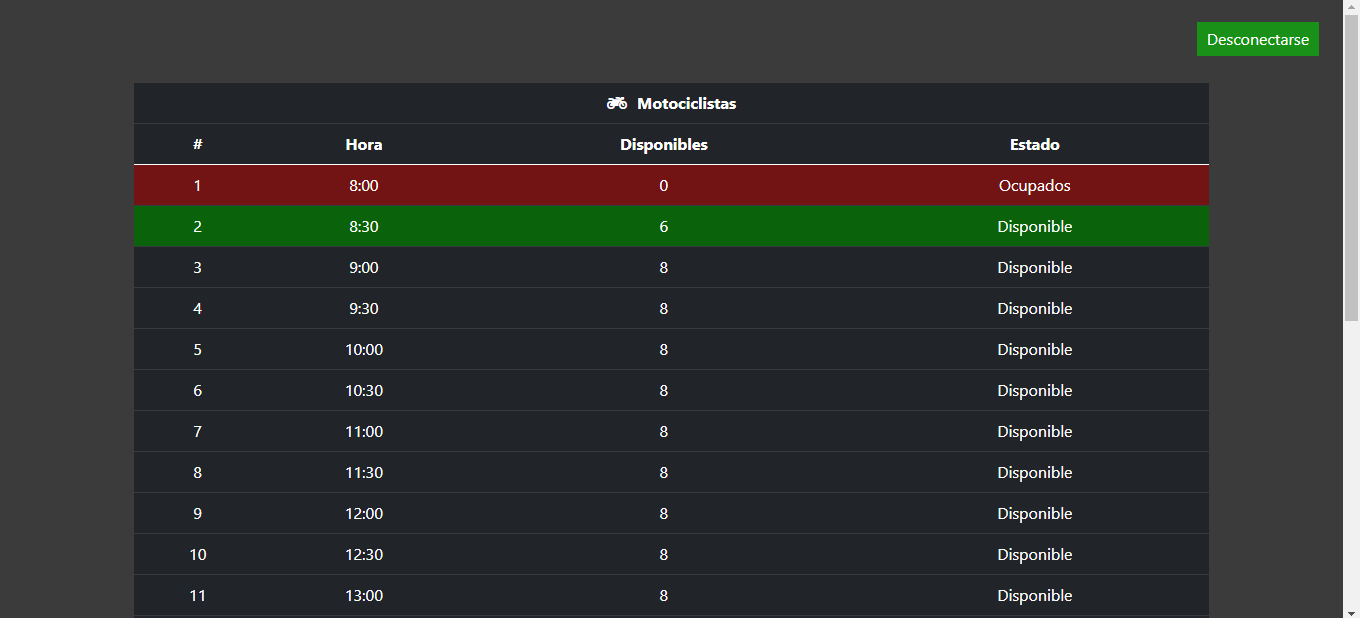 Desconectarse
Motociclistas
# Hora Disponibles Estado
1 8:00 0 Ocupados
2 8:30 6 Disponible
3 9:00 8 Disponible
4 9:30 8 Disponible
5 10:00 8 Disponible
6 10:30 8 Disponible
7 11:00 8 Disponible
8 11:30 8 Disponible
9 12:00 8 Disponible
10 12:30 8 Disponible
11 13:00 8 Disponible